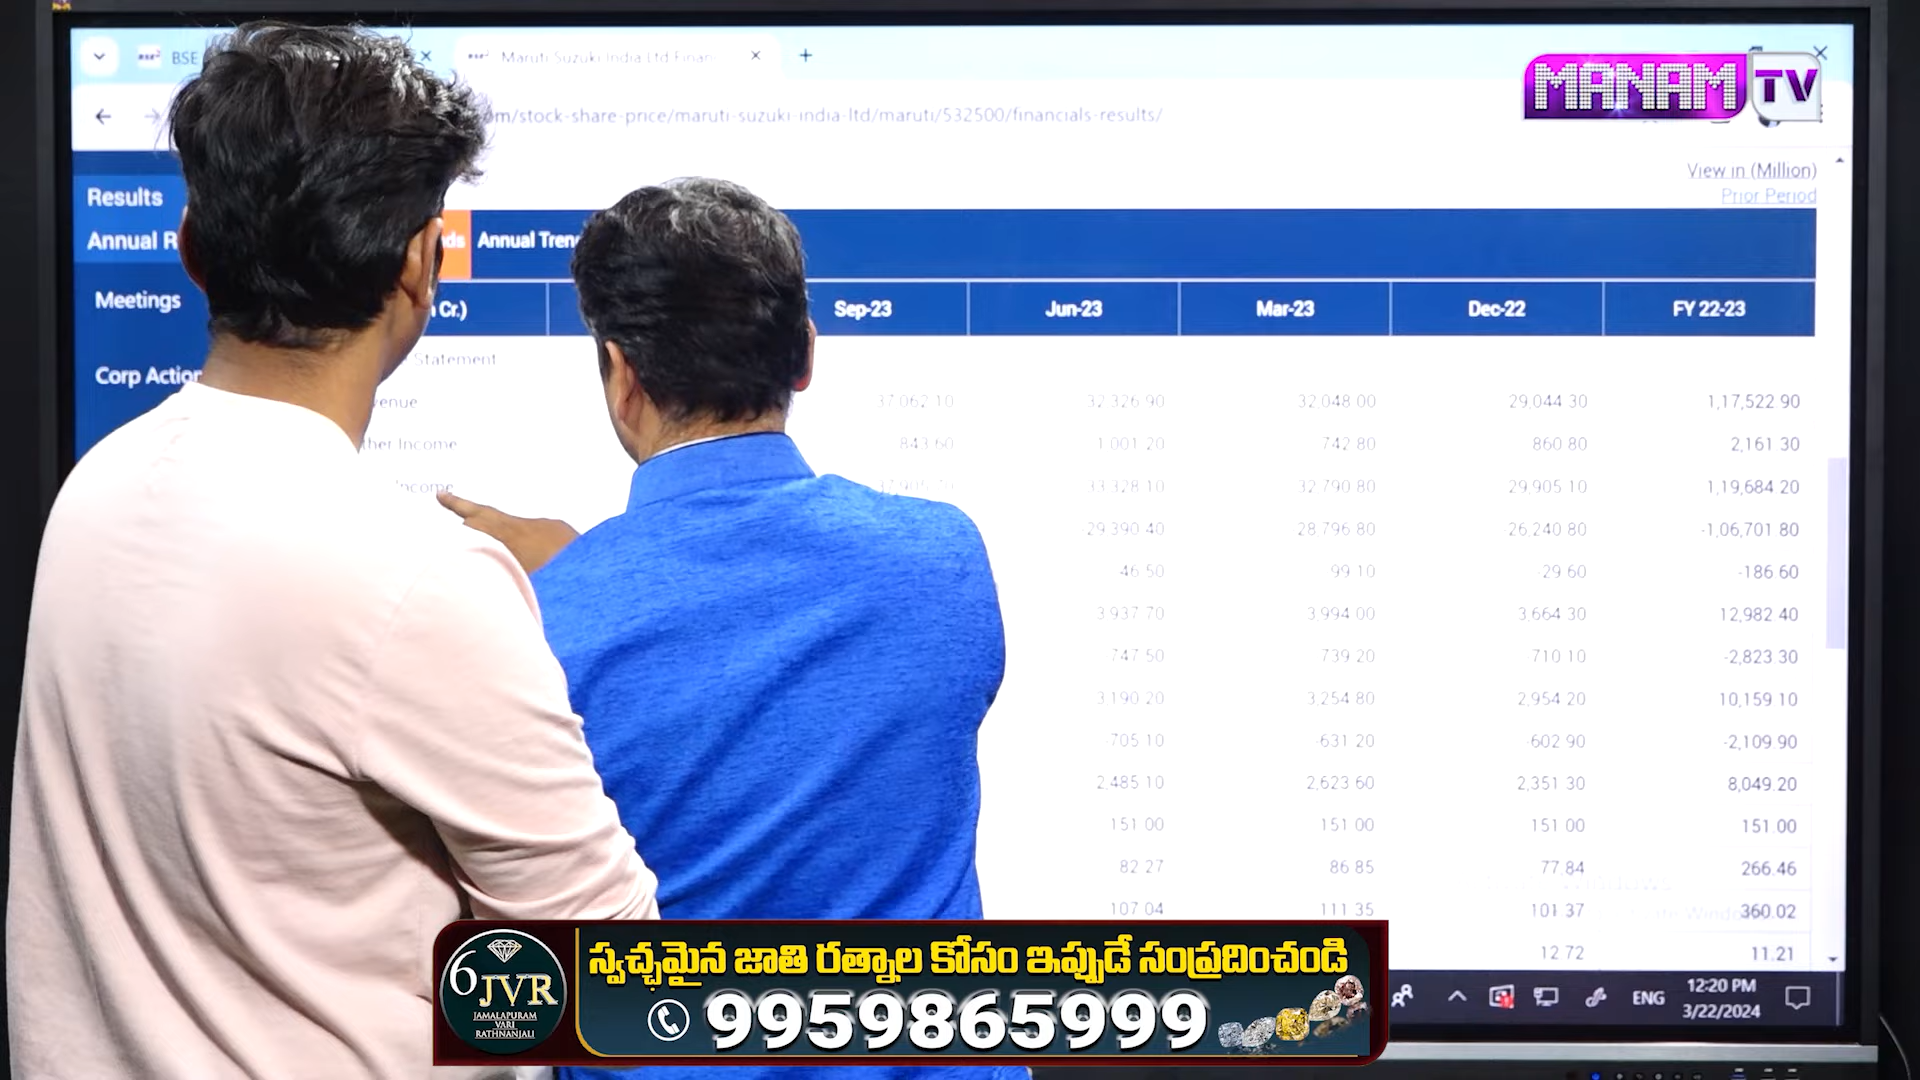 BSE
Maruti Suzuki India Ltd Finan
om/stock-share-price/maruti-suzuki-india-ltd/maruti/532500/financials-results/
MANAM TV
View in (Million)
Prior Period
Results
Annual R
Meetings
Corp Action
ds Annual Tren
n Cr.) Sep-23 Jun-23 Mar-23 Dec-22 FY 22-23
Statement
venue 37,062.10 32,326.90 32,048.00 29,044.30 1,17,522.90
ther Income 843.60 1,001.20 742.80 860.80 2,161.30
Income 33,328.10 32,790.80 29,905.10 1,19,684.20
-29,390.40 28,796.80 -26,240.80 -1,06,701.80
46.50 99.10 -29.60 -186.60
3,937.70 3,994.00 3,664.30 12,982.40
747.50 739.20 -710.10 -2,823.30
3,190.20 3,254.80 2,954.20 10,159.10
-705.10 -631.20 -602.90 -2,109.90
2,485.10 2,623.60 2,351.30 8,049.20
151.00 151.00 151.00 151.00
82.27 86.85 77.84 266.46
107.04 111.35 101.37 360.02
12.72 11.21
ENG
12:20 PM
3/22/2024
6 JVR
JAMALAPURAM
VARI
RATHNANJALI
స్వచ్ఛమైన జాతి రత్నాల కోసం ఇప్పుడే సంప్రదించండి
9959865999